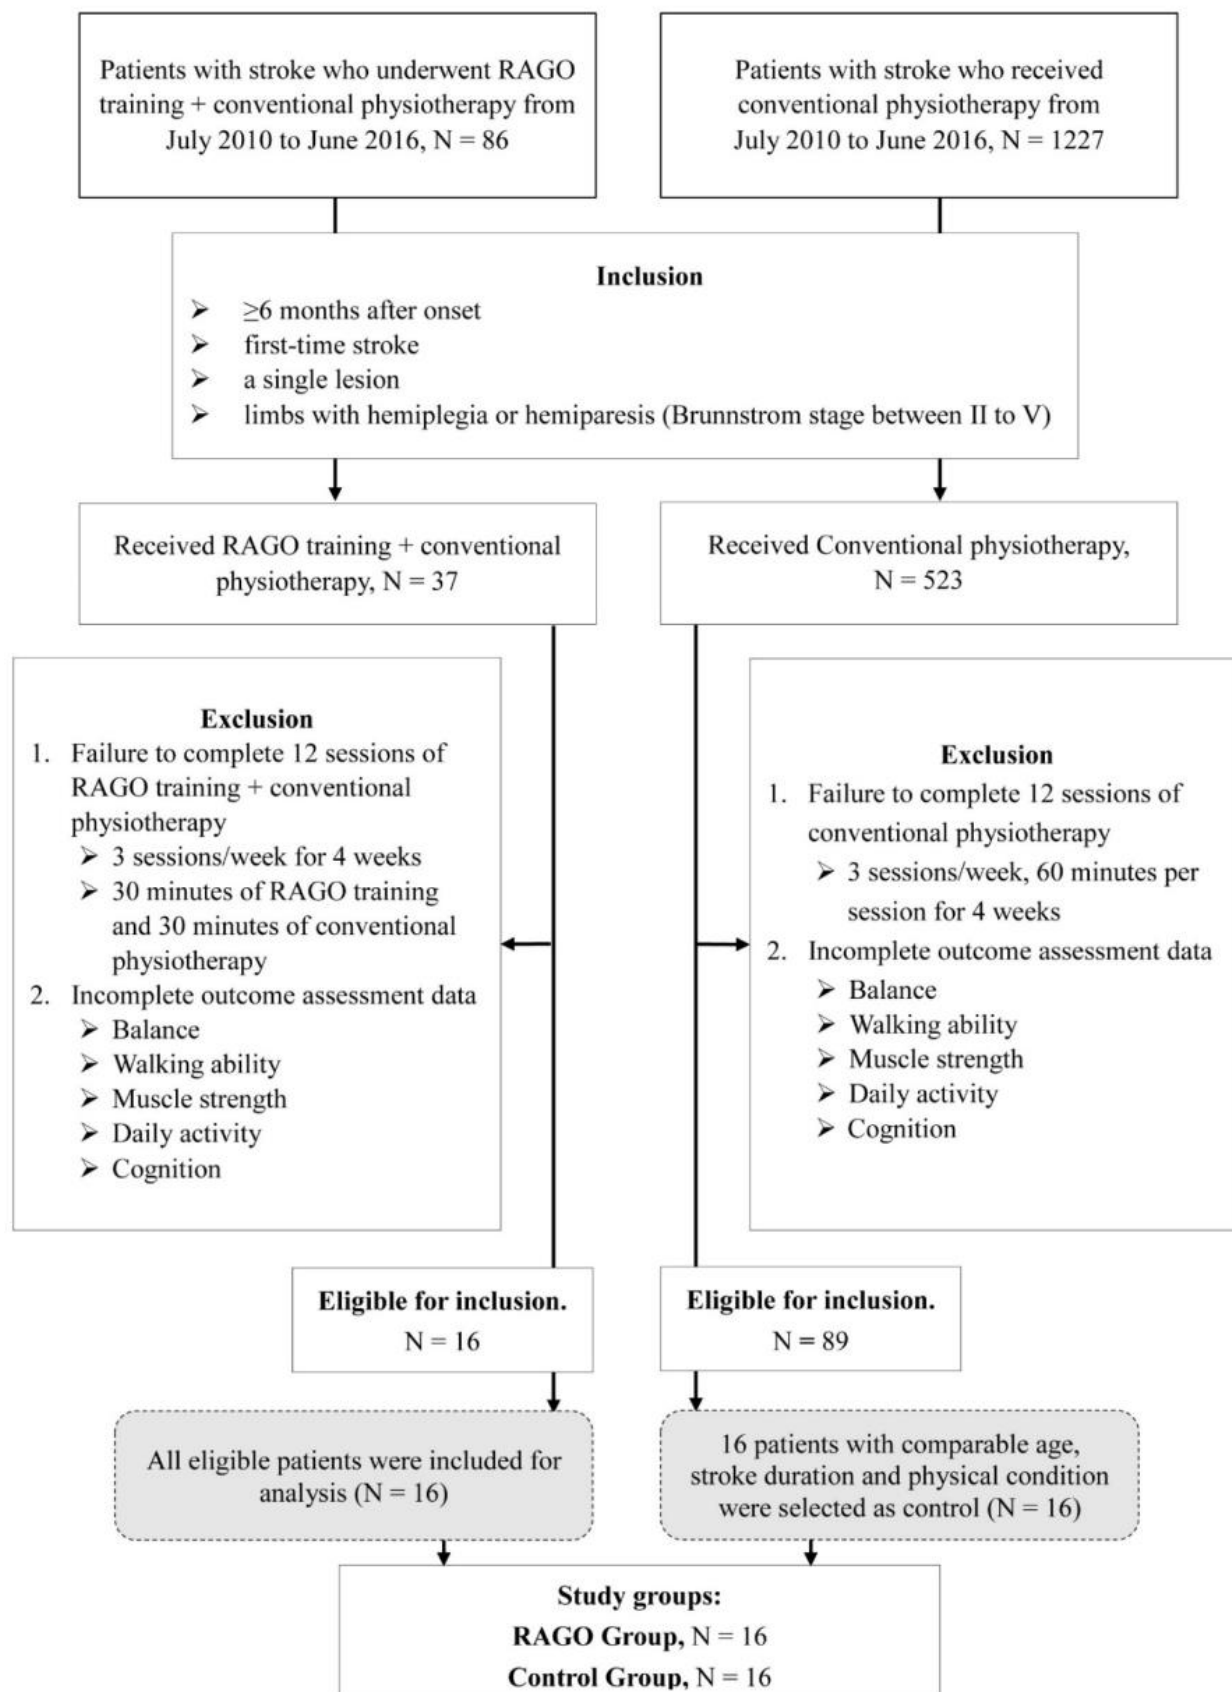 Patients with stroke who underwent RAGO
training + conventional physiotherapy from
July 2010 to June 2016, N = 86
Patients with stroke who received
conventional physiotherapy from
July 2010 to June 2016, N = 1227
Inclusion
➢ ≥6 months after onset
➢ first-time stroke
➢ a single lesion
➢ limbs with hemiplegia or hemiparesis (Brunnstrom stage between II to V)
Received RAGO training + conventional
physiotherapy, N = 37
Received Conventional physiotherapy,
N = 523
Exclusion
1. Failure to complete 12 sessions of
RAGO training + conventional
physiotherapy
➢ 3 sessions/week for 4 weeks
➢ 30 minutes of RAGO training
and 30 minutes of conventional
physiotherapy
2. Incomplete outcome assessment data
➢ Balance
➢ Walking ability
➢ Muscle strength
➢ Daily activity
➢ Cognition
Exclusion
1. Failure to complete 12 sessions of
conventional physiotherapy
➢ 3 sessions/week, 60 minutes per
session for 4 weeks
2. Incomplete outcome assessment data
➢ Balance
➢ Walking ability
➢ Muscle strength
➢ Daily activity
➢ Cognition
Eligible for inclusion.
N = 16
Eligible for inclusion.
N = 89
All eligible patients were included for
analysis (N = 16)
16 patients with comparable age,
stroke duration and physical condition
were selected as control (N = 16)
Study groups:
RAGO Group, N = 16
Control Group, N = 16